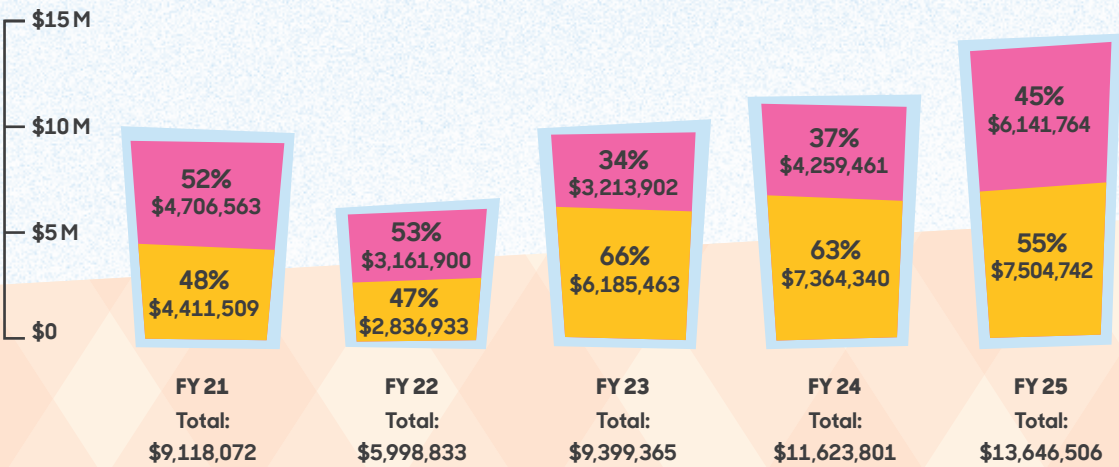 $15 M
$10 M
$5 M
$0
52%
$4,706,563
48%
$4,411,509
FY 21
Total:
$9,118,072
53%
$3,161,900
47%
$2,836,933
FY 22
Total:
$5,998,833
34%
$3,213,902
66%
$6,185,463
FY 23
Total:
$9,399,365
37%
$4,259,461
63%
$7,364,340
FY 24
Total:
$11,623,801
45%
$6,141,764
55%
$7,504,742
FY 25
Total:
$13,646,506